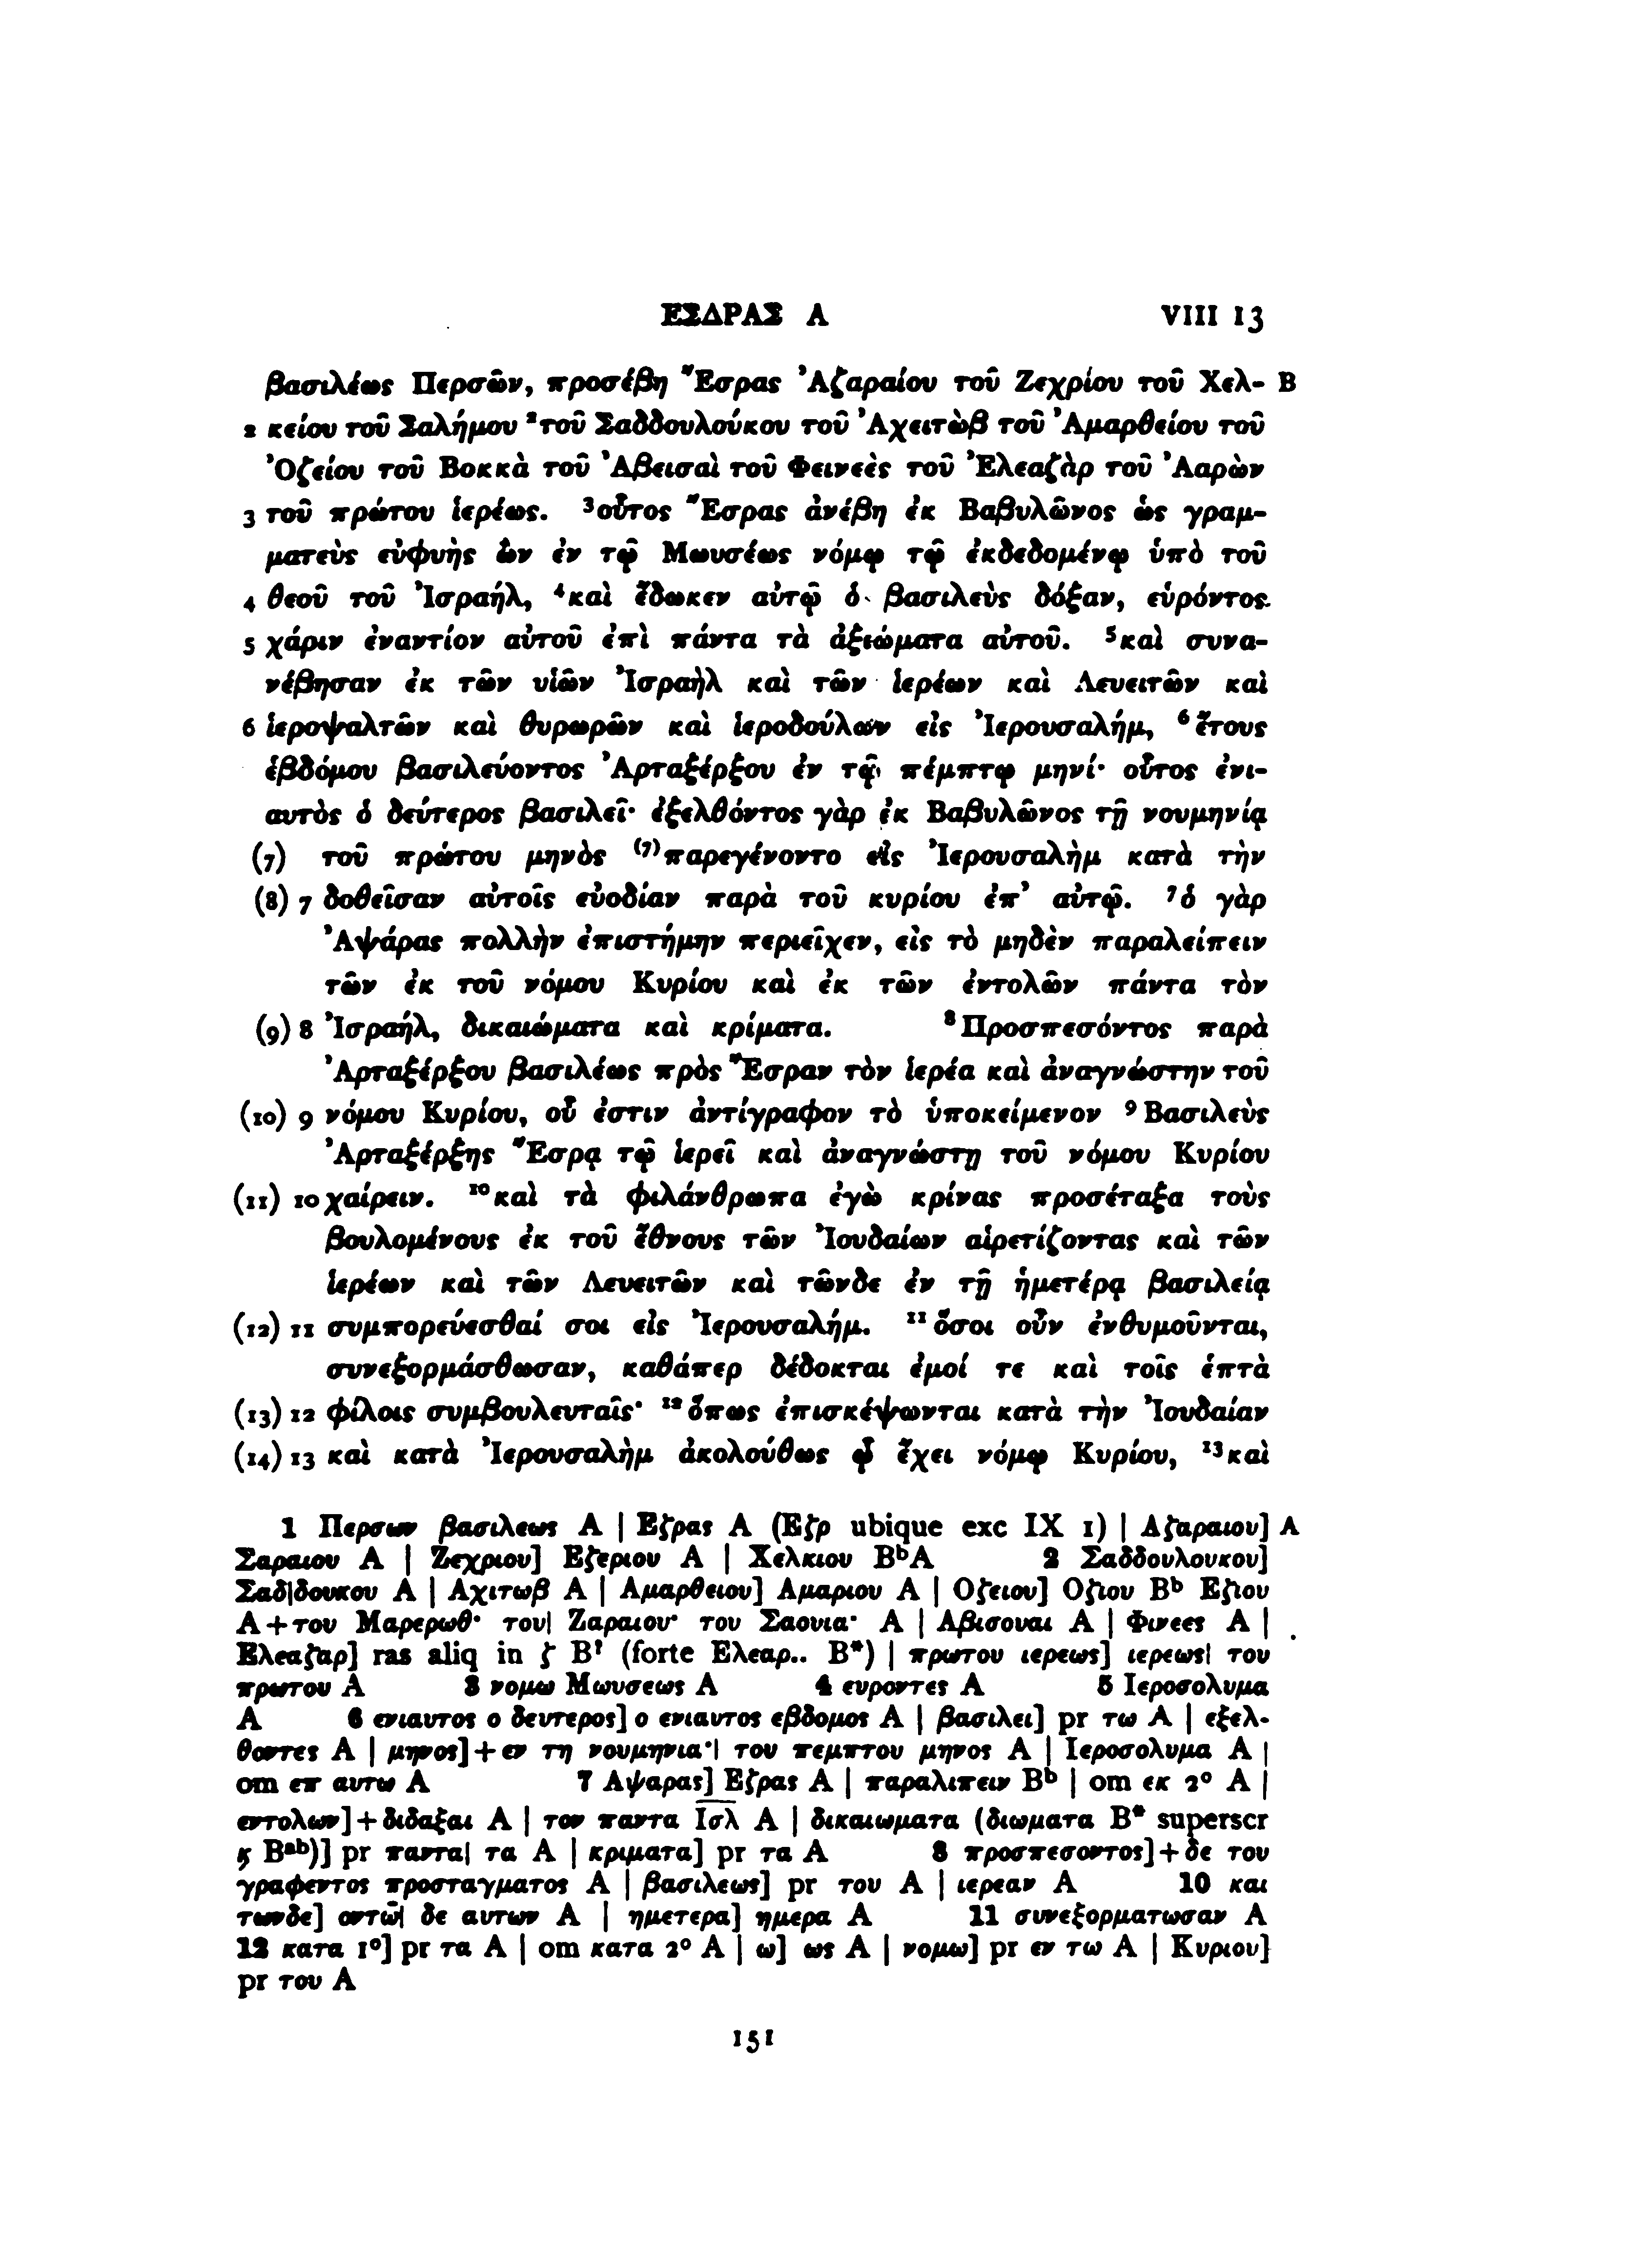 ΕΣΔΡΑΣ Α VIII 13
βασιλέως Περσῶν, προσέβη Ἔσρας Ἀζαραίου τοῦ Ζεχρίου τοῦ Χελ- B
2 κείου τοῦ Σαλήμου ²τοῦ Σαδδουλούκου τοῦ Ἀχειτὼβ τοῦ Ἀμαρθείου τοῦ
Ὀζείου τοῦ Βοκκὰ τοῦ Ἀβεισαὶ τοῦ Φεινεὲς τοῦ Ἐλεαζὰρ τοῦ Ἀαρὼν
3 τοῦ πρώτου ἱερέως. ³οὗτος Ἔσρας ἀνέβη ἐκ Βαβυλῶνος ὡς γραμ-
ματεὺς εὐφυὴς ὢν ἐν τῷ Μωυσέως νόμῳ τῷ ἐκδεδομένῳ ὑπὸ τοῦ
4 θεοῦ τοῦ Ἰσραήλ, ⁴καὶ ἔδωκεν αὐτῷ ὁ βασιλεὺς δόξαν, εὑρόντος
5 χάριν ἐναντίον αὐτοῦ ἐπὶ πάντα τὰ ἀξιώματα αὐτοῦ. ⁵καὶ συνα-
νέβησαν ἐκ τῶν υἱῶν Ἰσραὴλ καὶ τῶν ἱερέων καὶ Λευειτῶν καὶ
6 ἱεροψαλτῶν καὶ θυρωρῶν καὶ ἱεροδούλων εἰς Ἰερουσαλήμ, ⁶ἔτους
ἑβδόμου βασιλεύοντος Ἀρταξέρξου ἐν τῷ πέμπτῳ μηνί· οὗτος ἐνι-
αυτὸς ὁ δεύτερος βασιλεῖ· ἐξελθόντος γὰρ ἐκ Βαβυλῶνος τῇ νουμηνίᾳ
(7) τοῦ πρώτου μηνὸς ⁽⁷⁾παρεγένοντο εἰς Ἰερουσαλὴμ κατὰ τὴν
(8) 7 δοθεῖσαν αὐτοῖς εὐοδίαν παρὰ τοῦ κυρίου ἐπ’ αὐτῷ. ⁷ὁ γὰρ
Ἀψάρας πολλὴν ἐπιστήμην περιεῖχεν, εἰς τὸ μηδὲν παραλείπειν
τῶν ἐκ τοῦ νόμου Κυρίου καὶ ἐκ τῶν ἐντολῶν πάντα τὸν
(9) 8 Ἰσραήλ, δικαιώματα καὶ κρίματα. ⁸Προσπεσόντος παρὰ
Ἀρταξέρξου βασιλέως πρὸς Ἔσραν τὸν ἱερέα καὶ ἀναγνώστην τοῦ
(10) 9 νόμου Κυρίου, οὗ ἐστιν ἀντίγραφον τὸ ὑποκείμενον ⁹Βασιλεὺς
Ἀρταξέρξης Ἔσρᾳ τῷ ἱερεῖ καὶ ἀναγνώστῃ τοῦ νόμου Κυρίου
(11) 10 χαίρειν. ¹⁰καὶ τὰ φιλάνθρωπα ἐγὼ κρίνας προσέταξα τοὺς
βουλομένους ἐκ τοῦ ἔθνους τῶν Ἰουδαίων αἱρετίζοντας καὶ τῶν
ἱερέων καὶ τῶν Λευειτῶν καὶ τῶνδε ἐν τῇ ἡμετέρᾳ βασιλείᾳ
(12) 11 συμπορεύεσθαί σοι εἰς Ἰερουσαλήμ. ¹¹ὅσοι οὖν ἐνθυμοῦνται,
συνεξορμάσθωσαν, καθάπερ δέδοκται ἐμοί τε καὶ τοῖς ἑπτὰ
(13) 12 φίλοις συμβουλευταῖς· ¹²ὅπως ἐπισκέψωνται κατὰ τὴν Ἰουδαίαν
(14) 13 καὶ κατὰ Ἰερουσαλὴμ ἀκολούθως ᾧ ἔχει νόμῳ Κυρίου, ¹³καὶ
1 Περσων βασιλεως A | Εζρας A (Εζρ ubique exc IX 1) | Αζαραιου] A
Σαραιου A | Ζεχριου] Εζεριου A | Χελκιου BᵇA 2 Σαδδουλουκου]
Σαδ|δουκου A | Αχιτωβ A | Αμαρθειου] Αμαριου A | Οζειου] Οζιου Bᵇ Εζιου
A + του Μαρερωθ· του| Ζαραιου· του Σαουια· A | Αβισουαι A | Φινεες A |
Ελεαζαρ] ras aliq in ζ B? (forte Ελεαρ.. B*) | πρωτου ιερεως] ιερεως| του
πρωτου A 3 νομω Μωυσεως A 4 ευροντες A 5 Ιεροσολυμα
A 6 ενιαυτος ο δευτερος] ο ενιαυτος εβδομος A | βασιλει] pr τω A | εξελ-
θοντες A | μηνος] + εν τη νουμηνια·| του πεμπτου μηνος A | Ιεροσολυμα A |
om επ αυτω A 7 Αψαρας] Εζρας A | παραλιπειν Bᵇ | om εκ 2° A |
εντολων] + διδαξαι A | τον παντα Ισ̅λ̅ A | δικαιωματα (διωματα B* superscr
ϗ Bᵃᵇ)] pr παντα| τα A | κριματα] pr τα A 8 προσπεσοντος] + δε του
γραφεντος προσταγματος A | βασιλεως] pr του A | ιερεαν A 10 και
τωνδε] οντω̅| δε αυτων A | ημετερα] ημερα A 11 συνεξορματωσαν A
12 κατα 1°] pr τα A | om κατα 2° A | ω] ως A | νομω] pr εν τω A | Κυριου]
pr του A
151